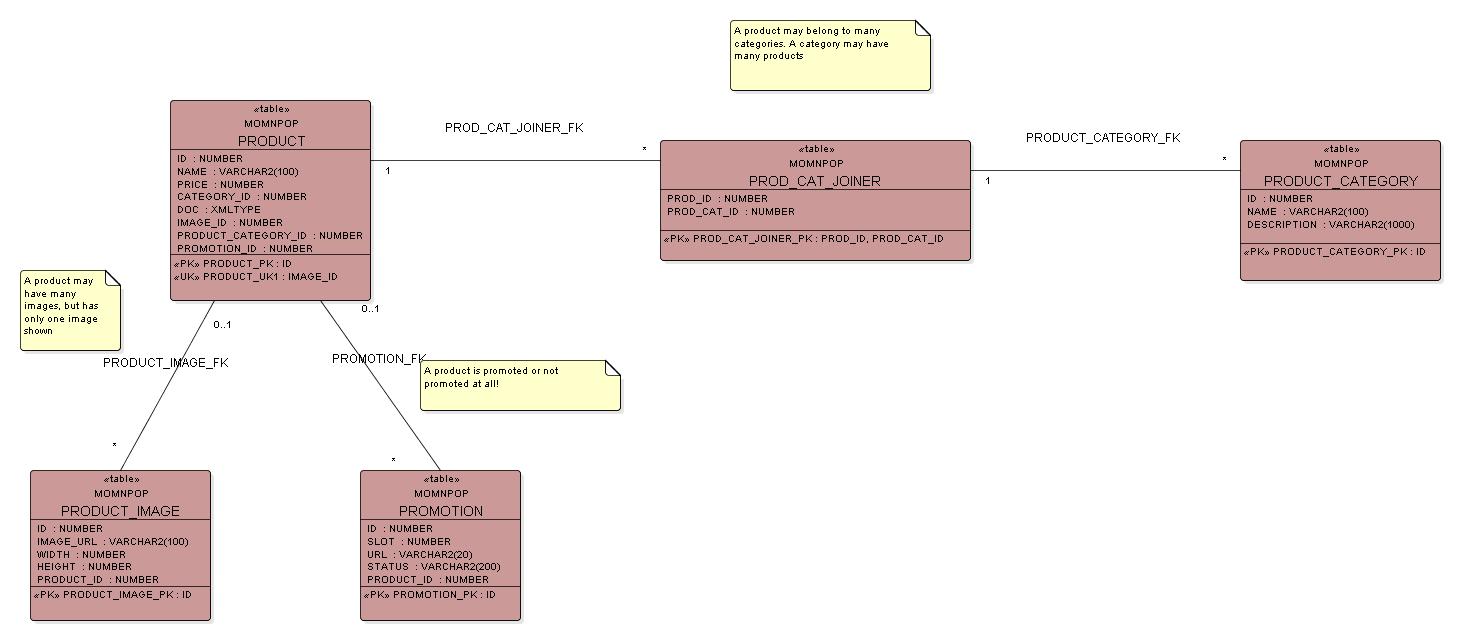 A product may belong to many
categories. A category may have
many products
«table»
MOMNPOP
PRODUCT
ID : NUMBER
NAME : VARCHAR2(100)
PRICE : NUMBER
CATEGORY_ID : NUMBER
DOC : XMLTYPE
IMAGE_ID : NUMBER
PRODUCT_CATEGORY_ID : NUMBER
PROMOTION_ID : NUMBER
«PK» PRODUCT_PK : ID
«UK» PRODUCT_UK1 : IMAGE_ID
PROD_CAT_JOINER_FK
1
*
«table»
MOMNPOP
PROD_CAT_JOINER
PROD_ID : NUMBER
PROD_CAT_ID : NUMBER
«PK» PROD_CAT_JOINER_PK : PROD_ID, PROD_CAT_ID
PRODUCT_CATEGORY_FK
1
*
«table»
MOMNPOP
PRODUCT_CATEGORY
ID : NUMBER
NAME : VARCHAR2(100)
DESCRIPTION : VARCHAR2(1000)
«PK» PRODUCT_CATEGORY_PK : ID
A product may
have many
images, but has
only one image
shown
0..1
PRODUCT_IMAGE_FK
*
0..1
PROMOTION_FK
*
A product is promoted or not
promoted at all!
«table»
MOMNPOP
PRODUCT_IMAGE
ID : NUMBER
IMAGE_URL : VARCHAR2(100)
WIDTH : NUMBER
HEIGHT : NUMBER
PRODUCT_ID : NUMBER
«PK» PRODUCT_IMAGE_PK : ID
«table»
MOMNPOP
PROMOTION
ID : NUMBER
SLOT : NUMBER
URL : VARCHAR2(20)
STATUS : VARCHAR2(200)
PRODUCT_ID : NUMBER
«PK» PROMOTION_PK : ID